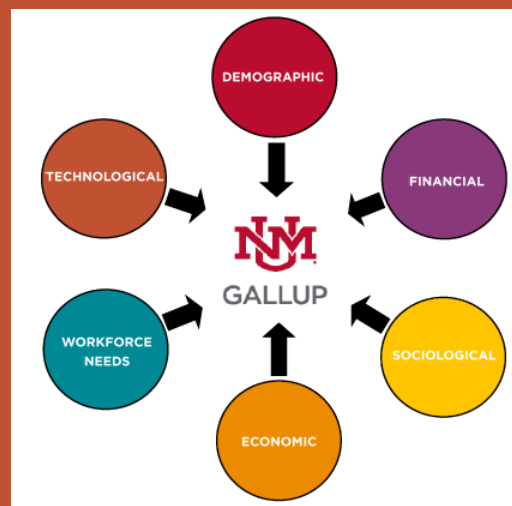 DEMOGRAPHIC
TECHNOLOGICAL
FINANCIAL
UNM
GALLUP
WORKFORCE
NEEDS
SOCIOLOGICAL
ECONOMIC